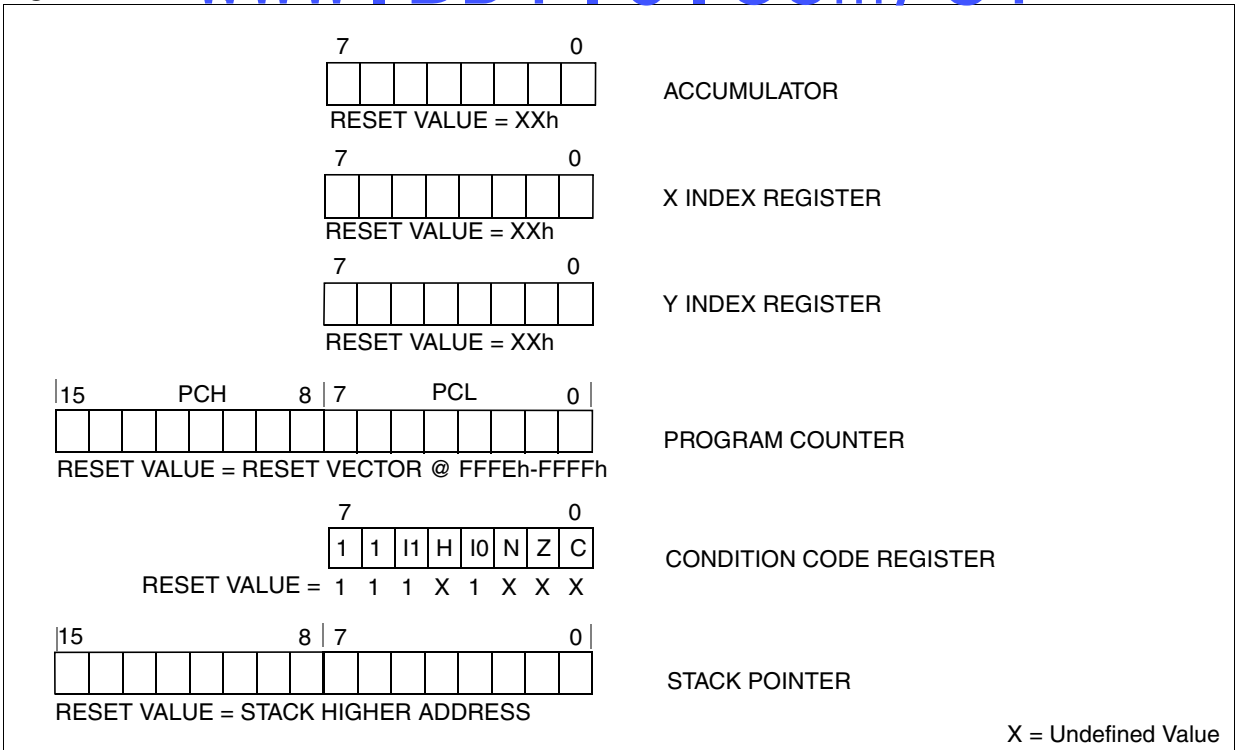 7 0
ACCUMULATOR
RESET VALUE = XXh
7 0
X INDEX REGISTER
RESET VALUE = XXh
7 0
Y INDEX REGISTER
RESET VALUE = XXh
15 PCH 8 7 PCL 0
PROGRAM COUNTER
RESET VALUE = RESET VECTOR @ FFFEh-FFFFh
7 0
1 1 I1 H I0 N Z C
CONDITION CODE REGISTER
RESET VALUE = 1 1 1 X 1 X X X
15 8 7 0
STACK POINTER
RESET VALUE = STACK HIGHER ADDRESS
X = Undefined Value